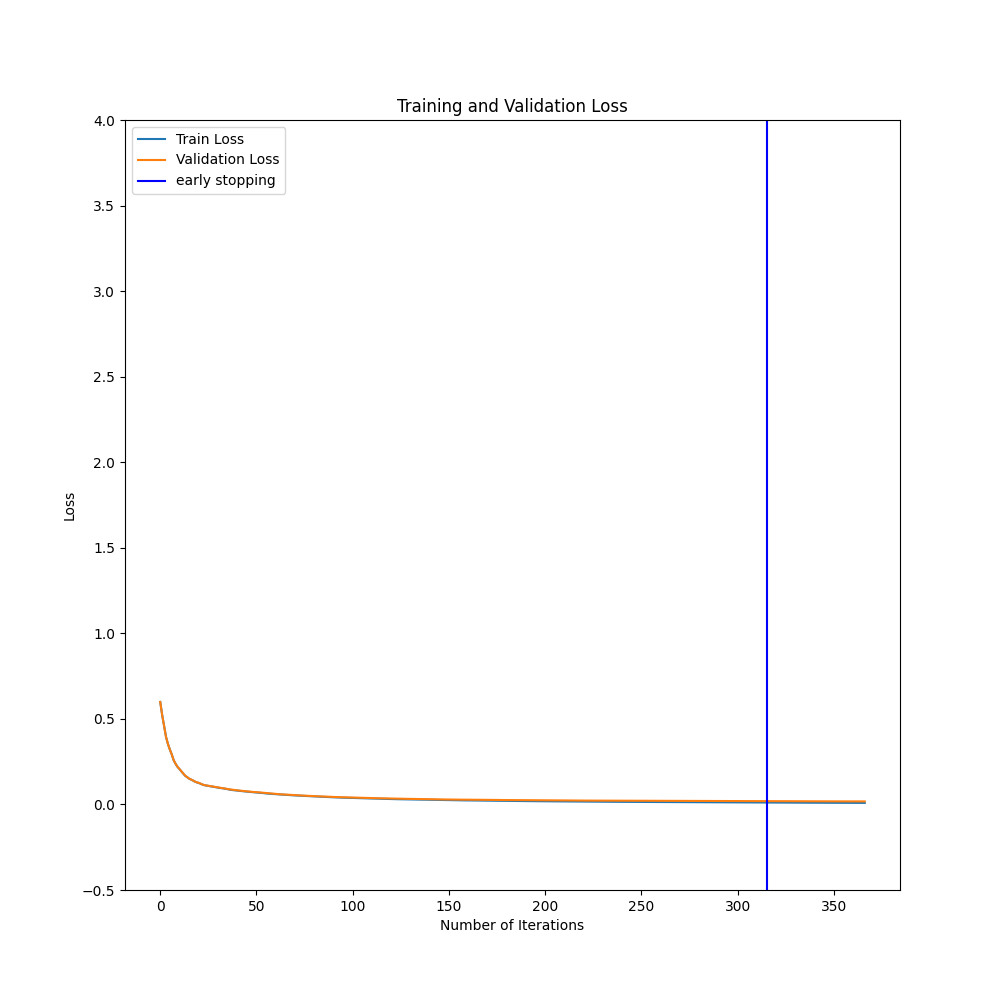 Training and Validation Loss
Train Loss
Validation Loss
early stopping
4.0
3.5
3.0
2.5
2.0
1.5
1.0
0.5
0.0
−0.5
Loss
0 50 100 150 200 250 300 350
Number of Iterations